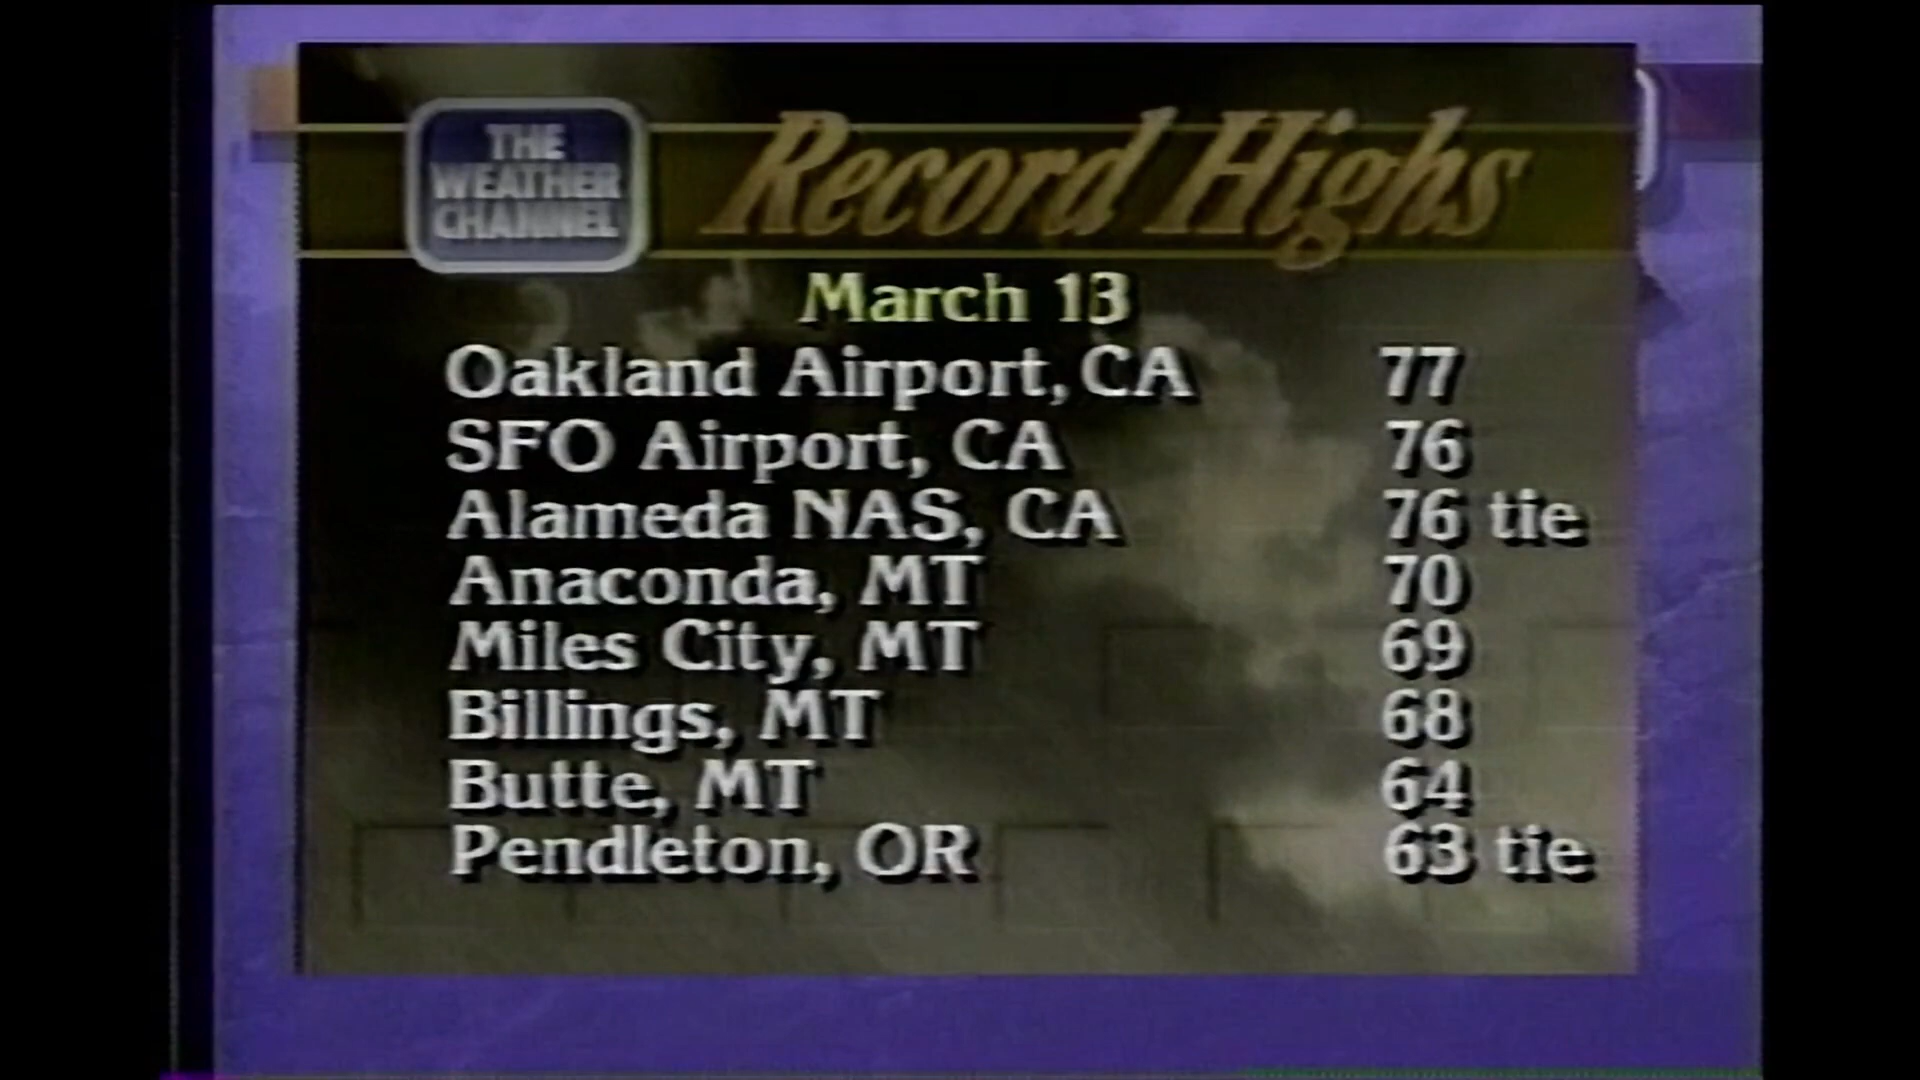 THE
WEATHER
CHANNEL
Record Highs
March 13
Oakland Airport, CA 77
SFO Airport, CA 76
Alameda NAS, CA 76 tie
Anaconda, MT 70
Miles City, MT 69
Billings, MT 68
Butte, MT 64
Pendleton, OR 63 tie